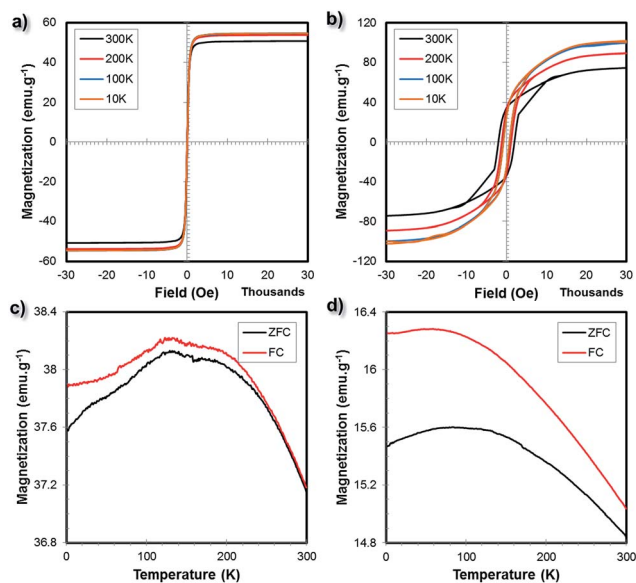 a)
60
40
20
0
-20
-40
-60
Magnetization (emu.g⁻¹)
300K
200K
100K
10K
-30 -20 -10 0 10 20 30
Field (Oe) Thousands
b)
120
80
40
0
-40
-80
-120
Magnetization (emu.g⁻¹)
300K
200K
100K
10K
-30 -20 -10 0 10 20 30
Field (Oe) Thousands
c)
38.4
38
37.6
37.2
36.8
Magnetization (emu.g⁻¹)
ZFC
FC
0 100 200 300
Temperature (K)
d)
16.4
16
15.6
15.2
14.8
Magnetization (emu.g⁻¹)
ZFC
FC
0 100 200 300
Temperature (K)